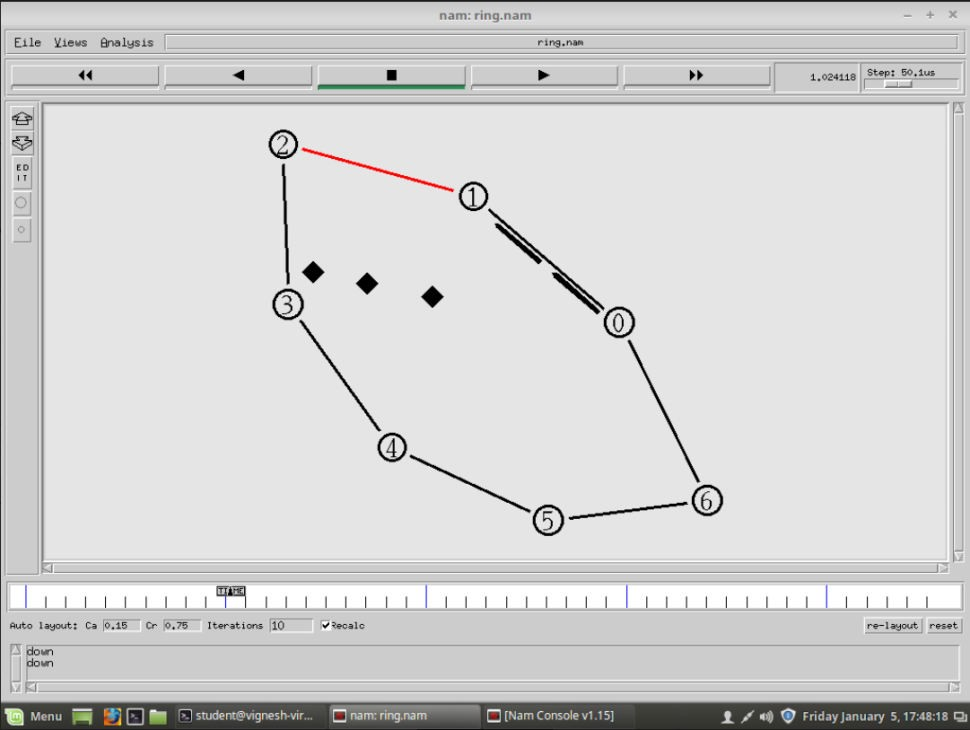 nam: ring.nam
File Views Analysis ring.nam
1.024118 Step: 50.1us
ED
IT
2
1
3
0
4
6
5
TIME
Auto layout: Ca 0.15 Cr 0.75 Iterations 10 Recalc re-layout reset
down
down
Menu student@vignesh-vir... nam: ring.nam [Nam Console v1.15] Friday January 5, 17:48:18